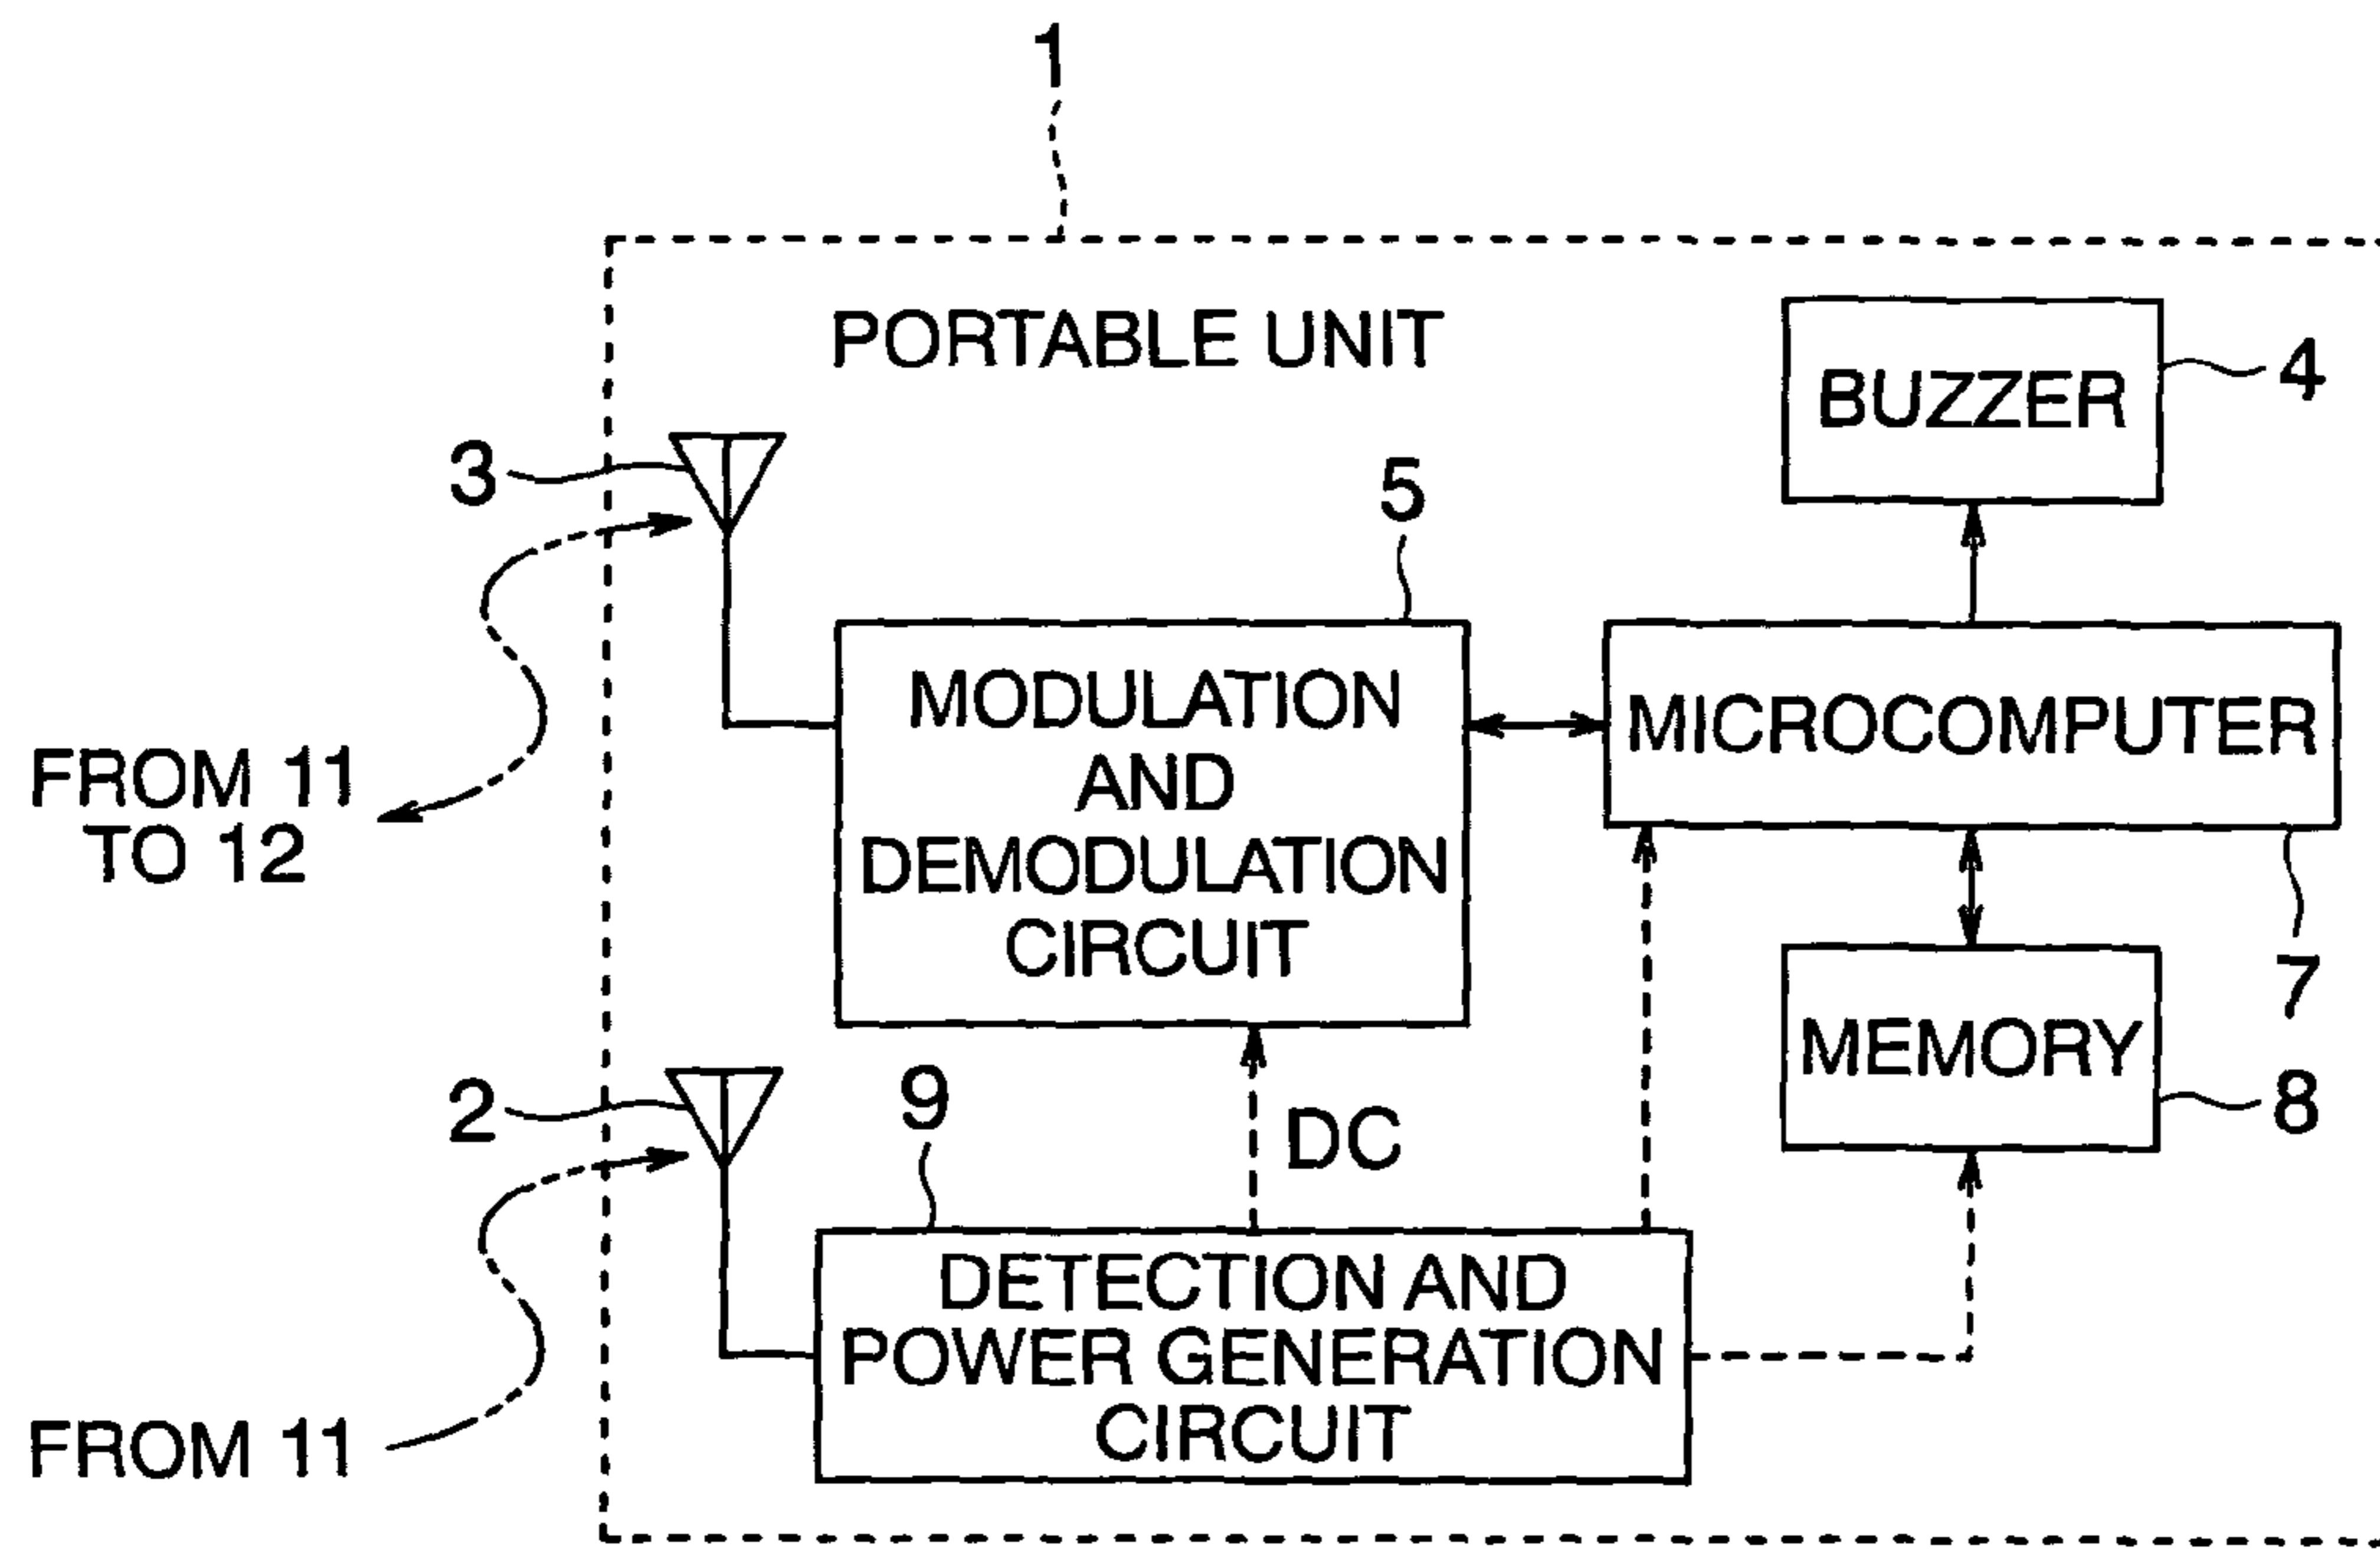 1
PORTABLE UNIT
BUZZER
4
3
5
MODULATION
AND
DEMODULATION
CIRCUIT
MICROCOMPUTER
FROM 11
TO 12
7
MEMORY
8
2
9
DC
DETECTION AND
POWER GENERATION
CIRCUIT
FROM 11